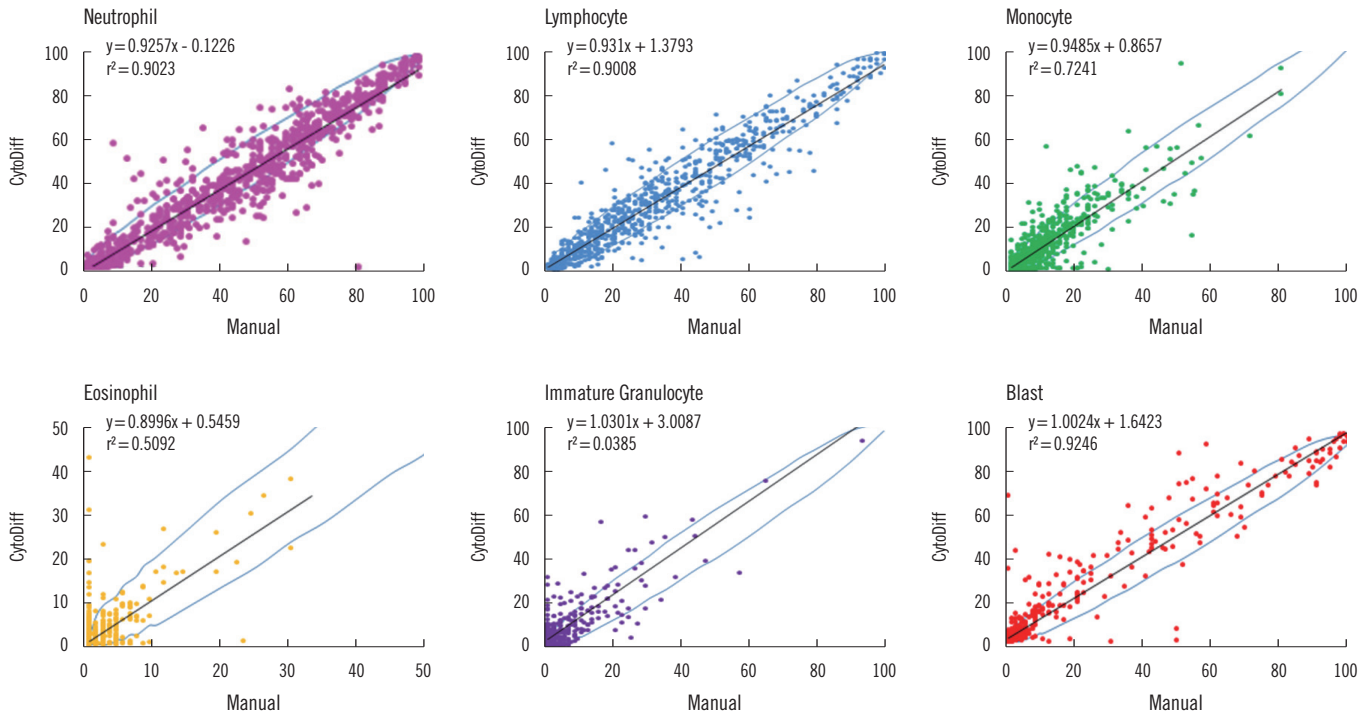 Neutrophil
y = 0.9257x - 0.1226
r² = 0.9023
100
80
60
40
20
0
CytoDiff
0 20 40 60 80 100
Manual
Lymphocyte
y = 0.931x + 1.3793
r² = 0.9008
100
80
60
40
20
0
CytoDiff
0 20 40 60 80 100
Manual
Monocyte
y = 0.9485x + 0.8657
r² = 0.7241
100
80
60
40
20
0
CytoDiff
0 20 40 60 80 100
Manual
Eosinophil
y = 0.8996x + 0.5459
r² = 0.5092
50
40
30
20
10
0
CytoDiff
0 10 20 30 40 50
Manual
Immature Granulocyte
y = 1.0301x + 3.0087
r² = 0.0385
100
80
60
40
20
0
CytoDiff
0 20 40 60 80 100
Manual
Blast
y = 1.0024x + 1.6423
r² = 0.9246
100
80
60
40
20
0
CytoDiff
0 20 40 60 80 100
Manual